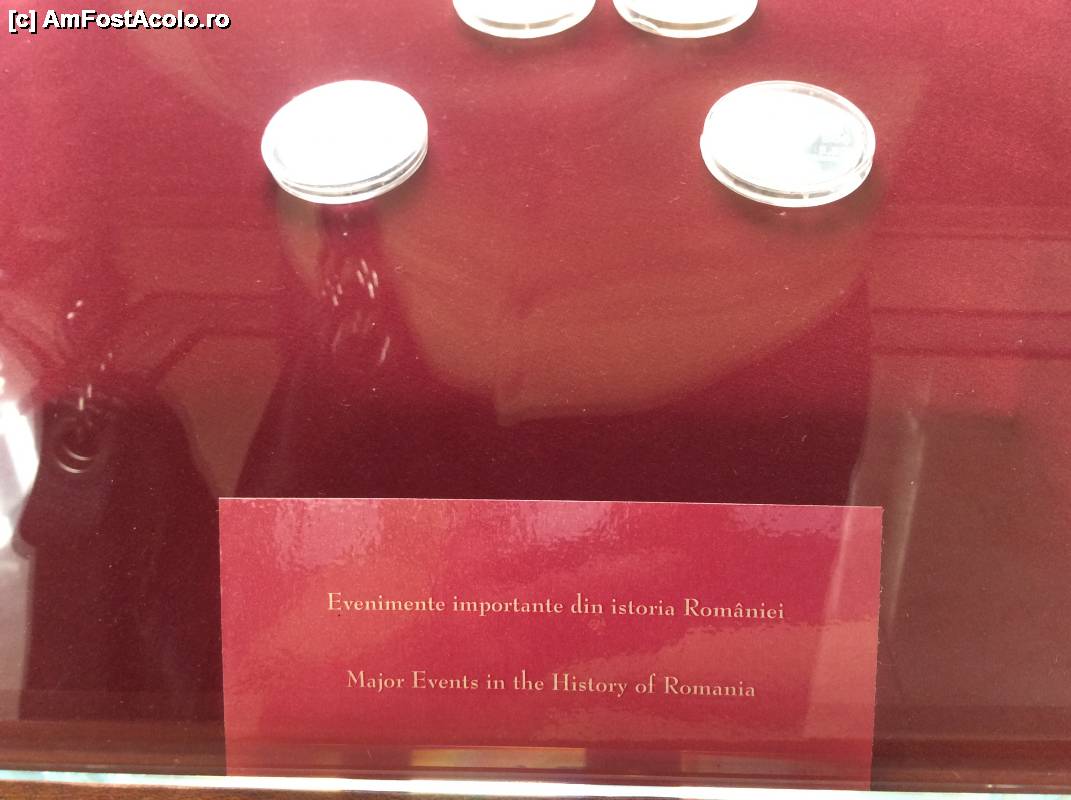 [c] AmFostAcolo.ro
Evenimente importante din istoria României
Major Events in the History of Romania